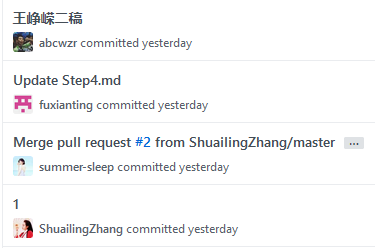 王峥嵘二稿
abcwzr committed yesterday
Update Step4.md
fuxianting committed yesterday
Merge pull request #2 from ShuailingZhang/master ...
summer-sleep committed yesterday
1
ShuailingZhang committed yesterday